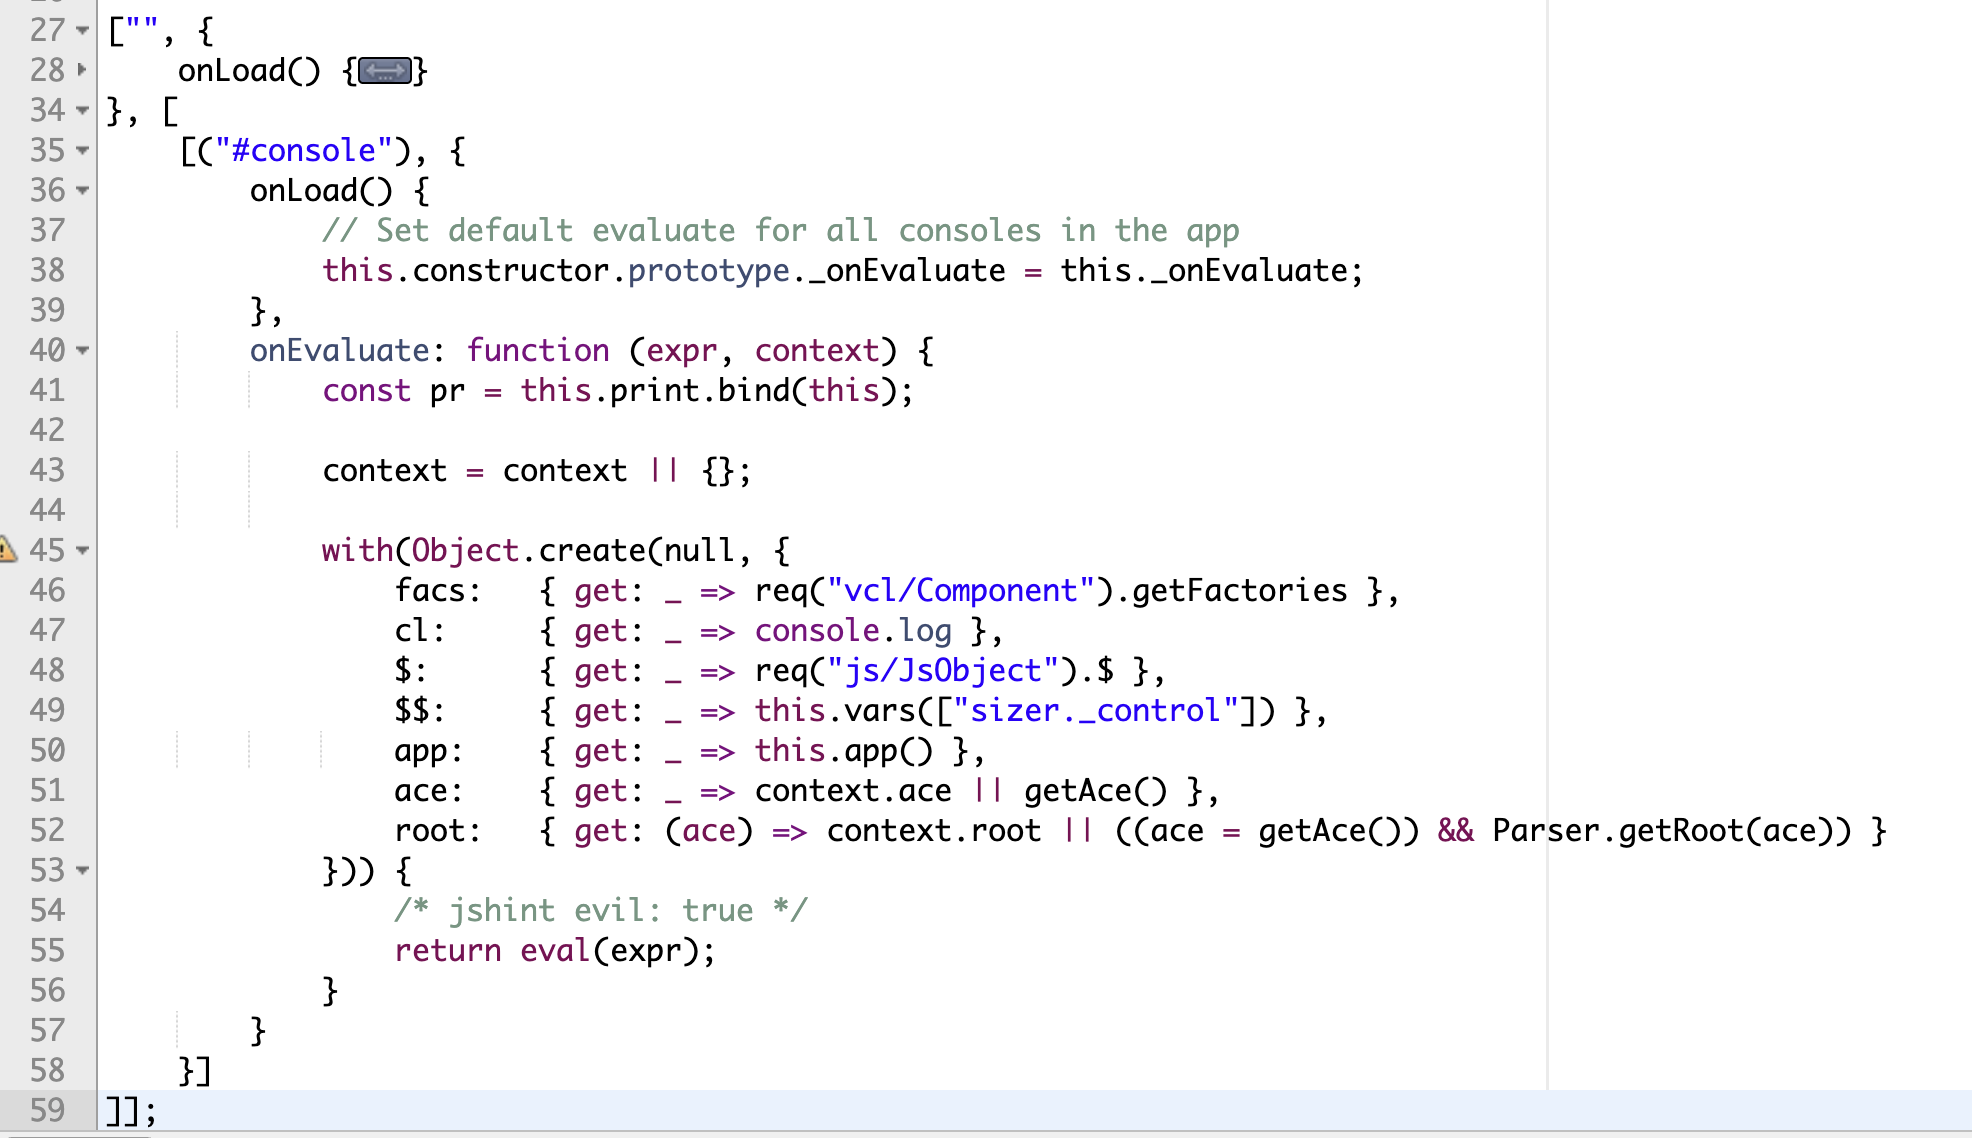 27 ["", {
28 onLoad() {...}
34 }, [
35 [("#console"), {
36 onLoad() {
37 // Set default evaluate for all consoles in the app
38 this.constructor.prototype._onEvaluate = this._onEvaluate;
39 },
40 onEvaluate: function (expr, context) {
41 const pr = this.print.bind(this);
42
43 context = context || {};
44
45 with(Object.create(null, {
46 facs: { get: _ => req("vcl/Component").getFactories },
47 cl: { get: _ => console.log },
48 $: { get: _ => req("js/JsObject").$ },
49 $$: { get: _ => this.vars(["sizer._control"]) },
50 app: { get: _ => this.app() },
51 ace: { get: _ => context.ace || getAce() },
52 root: { get: (ace) => context.root || ((ace = getAce()) && Parser.getRoot(ace)) }
53 })) {
54 /* jshint evil: true */
55 return eval(expr);
56 }
57 }
58 }]
59 ]];